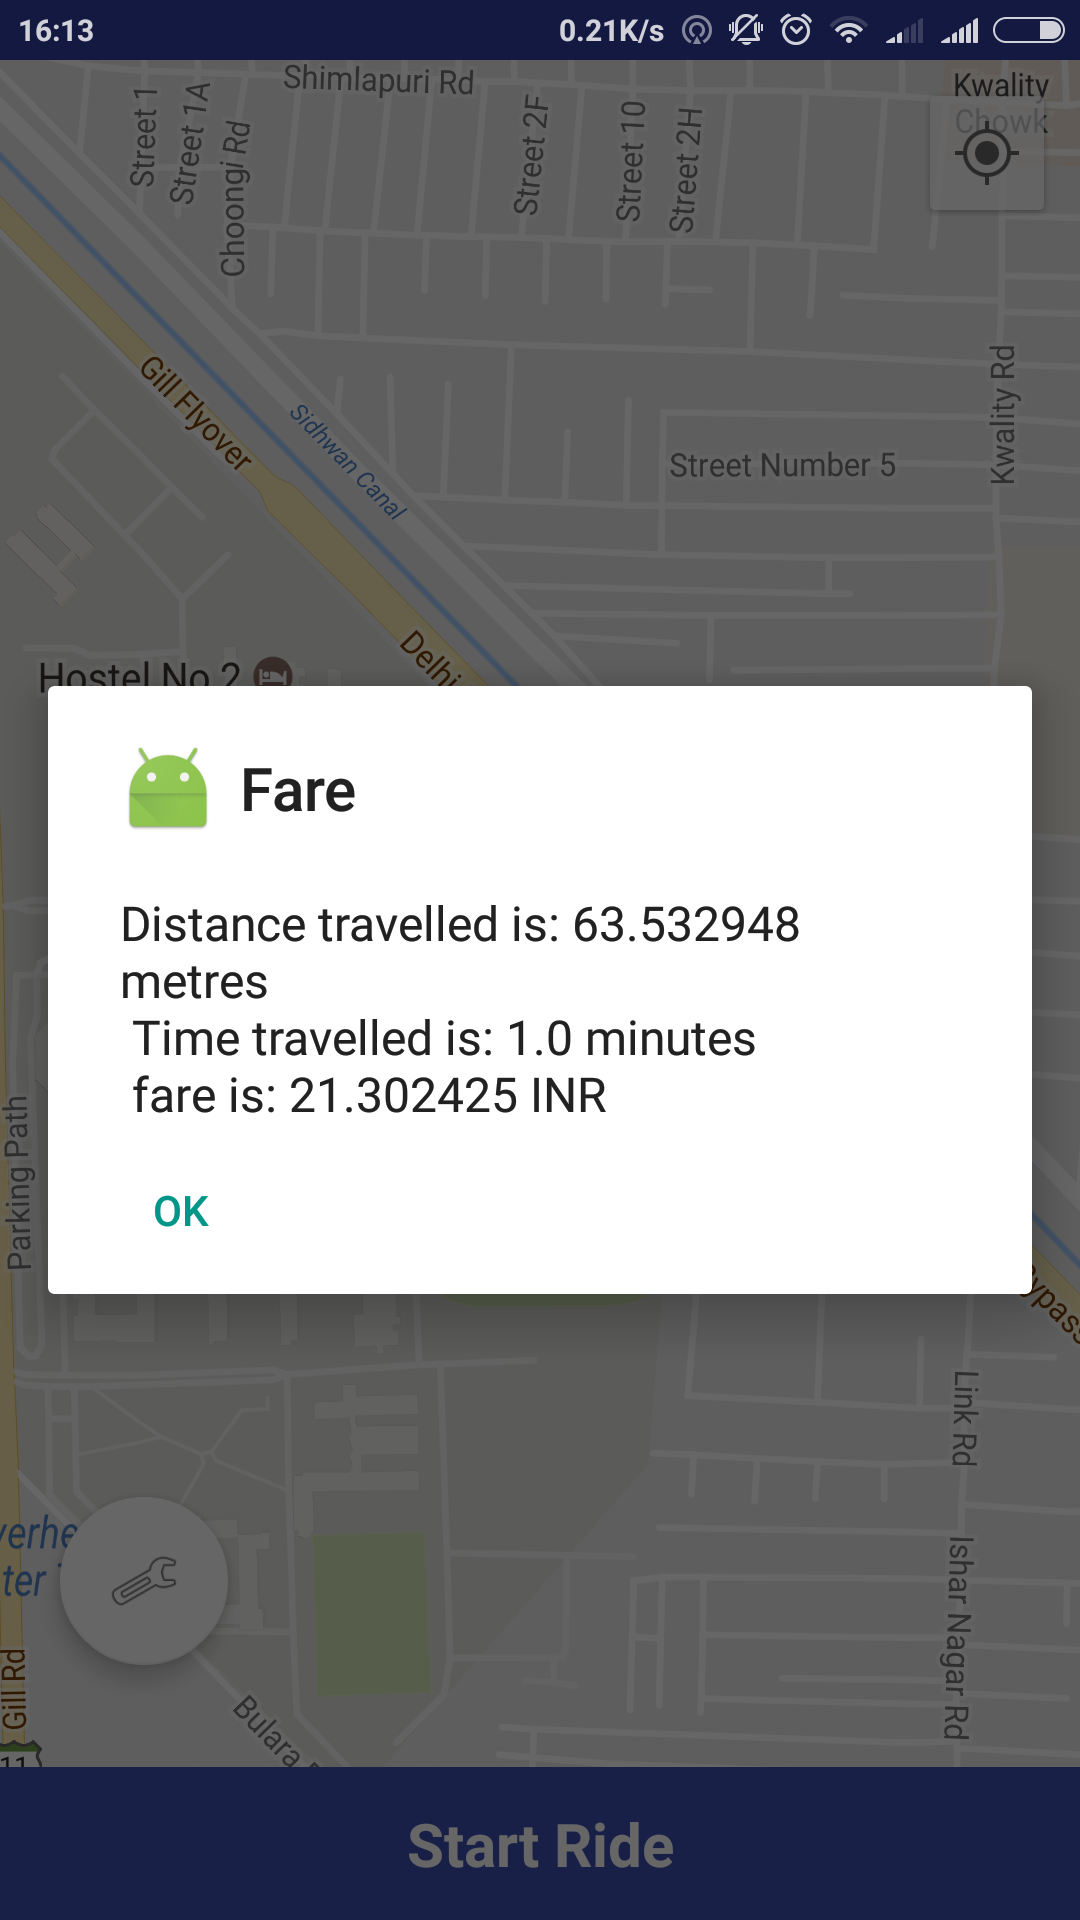 16:13 0.21K/s
Shimlapuri Rd
Kwality
Chowk
Street 1
Street 1A
Choongi Rd
Street 2F
Street 10
Street 2H
Gill Flyover
Sidhwan Canal
Kwality Rd
Street Number 5
Delhi
Hostel No 2
Fare
Distance travelled is: 63.532948
metres
Time travelled is: 1.0 minutes
fare is: 21.302425 INR
OK
Parking Path
ypass
Link Rd
verhe
ter
Ishar Nagar Rd
Gill Rd
Bulara
11
Start Ride